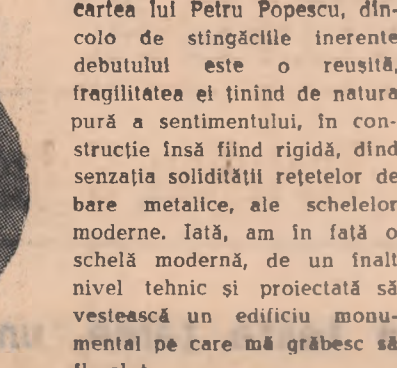 cartea lui Petru Popescu, din-
colo de stîngăciile inerente
debutului este o reușită,
fragilitatea ei ținînd de natura
pură a sentimentului, în con-
strucție însă fiind rigidă, dînd
senzația solidității rețetelor de
bare metalice, ale schelelor
moderne. Iată, am în față o
schelă modernă, de un înalt
nivel tehnic și proiectată să
vestească un edificiu monu-
mental pe care mă grăbesc să